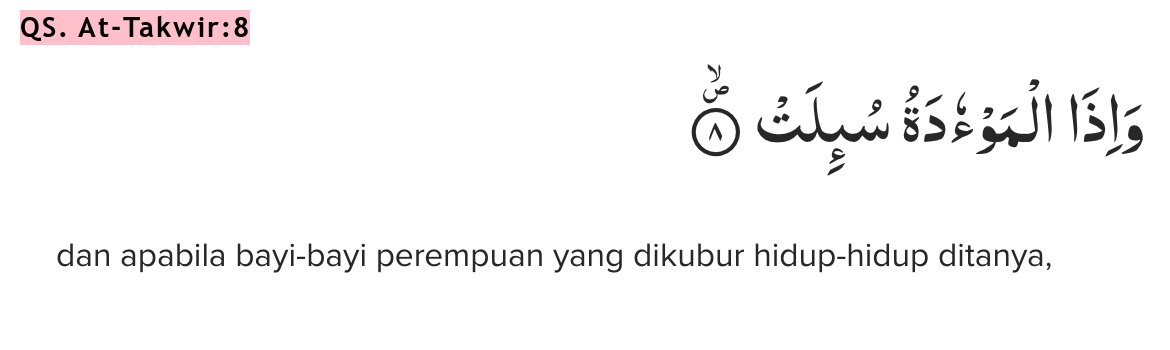 QS. At-Takwir:8
وَاِذَا الْمَوْءٗدَةُ سُىِٕلَتْۖ ۙ ٨
dan apabila bayi-bayi perempuan yang dikubur hidup-hidup ditanya,